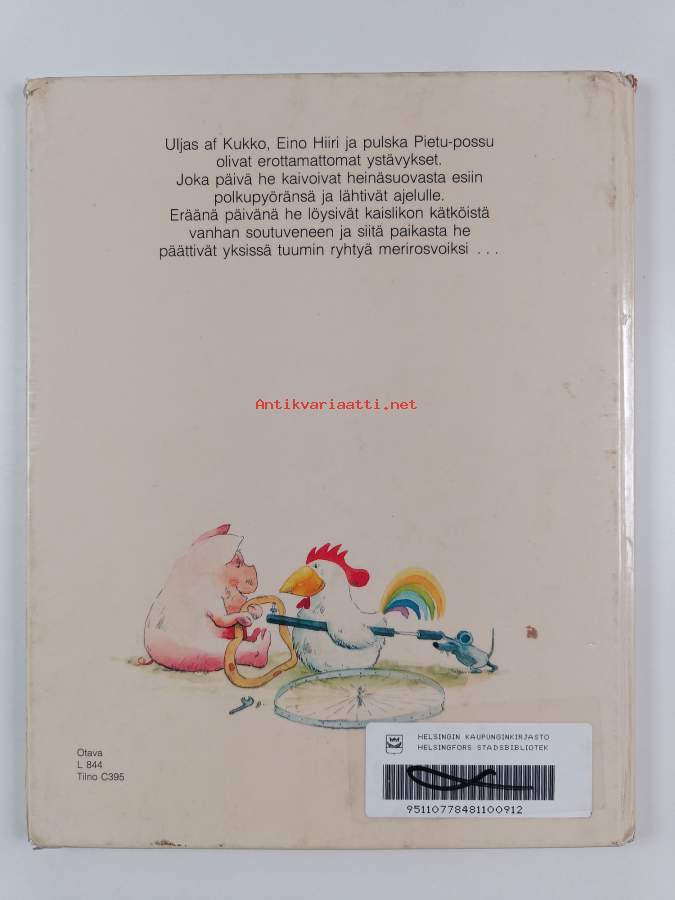 Uljas af Kukko, Eino Hiiri ja pulska Pietu-possu
olivat erottamattomat ystävykset.
Joka päivä he kaivoivat heinäsuovasta esiin
polkupyöränsä ja lähtivät ajelulle.
Eräänä päivänä he löysivät kaislikon kätköistä
vanhan soutuveneen ja siitä paikasta he
päättivät yksissä tuumin ryhtyä merirosvoiksi . . .
Antikvariaatti.net
Otava
L 844
Tiino C395
HELSINGIN KAUPUNGINKIRJASTO
HELSINGFORS STADSBIBLIOTEK
95110778481100912